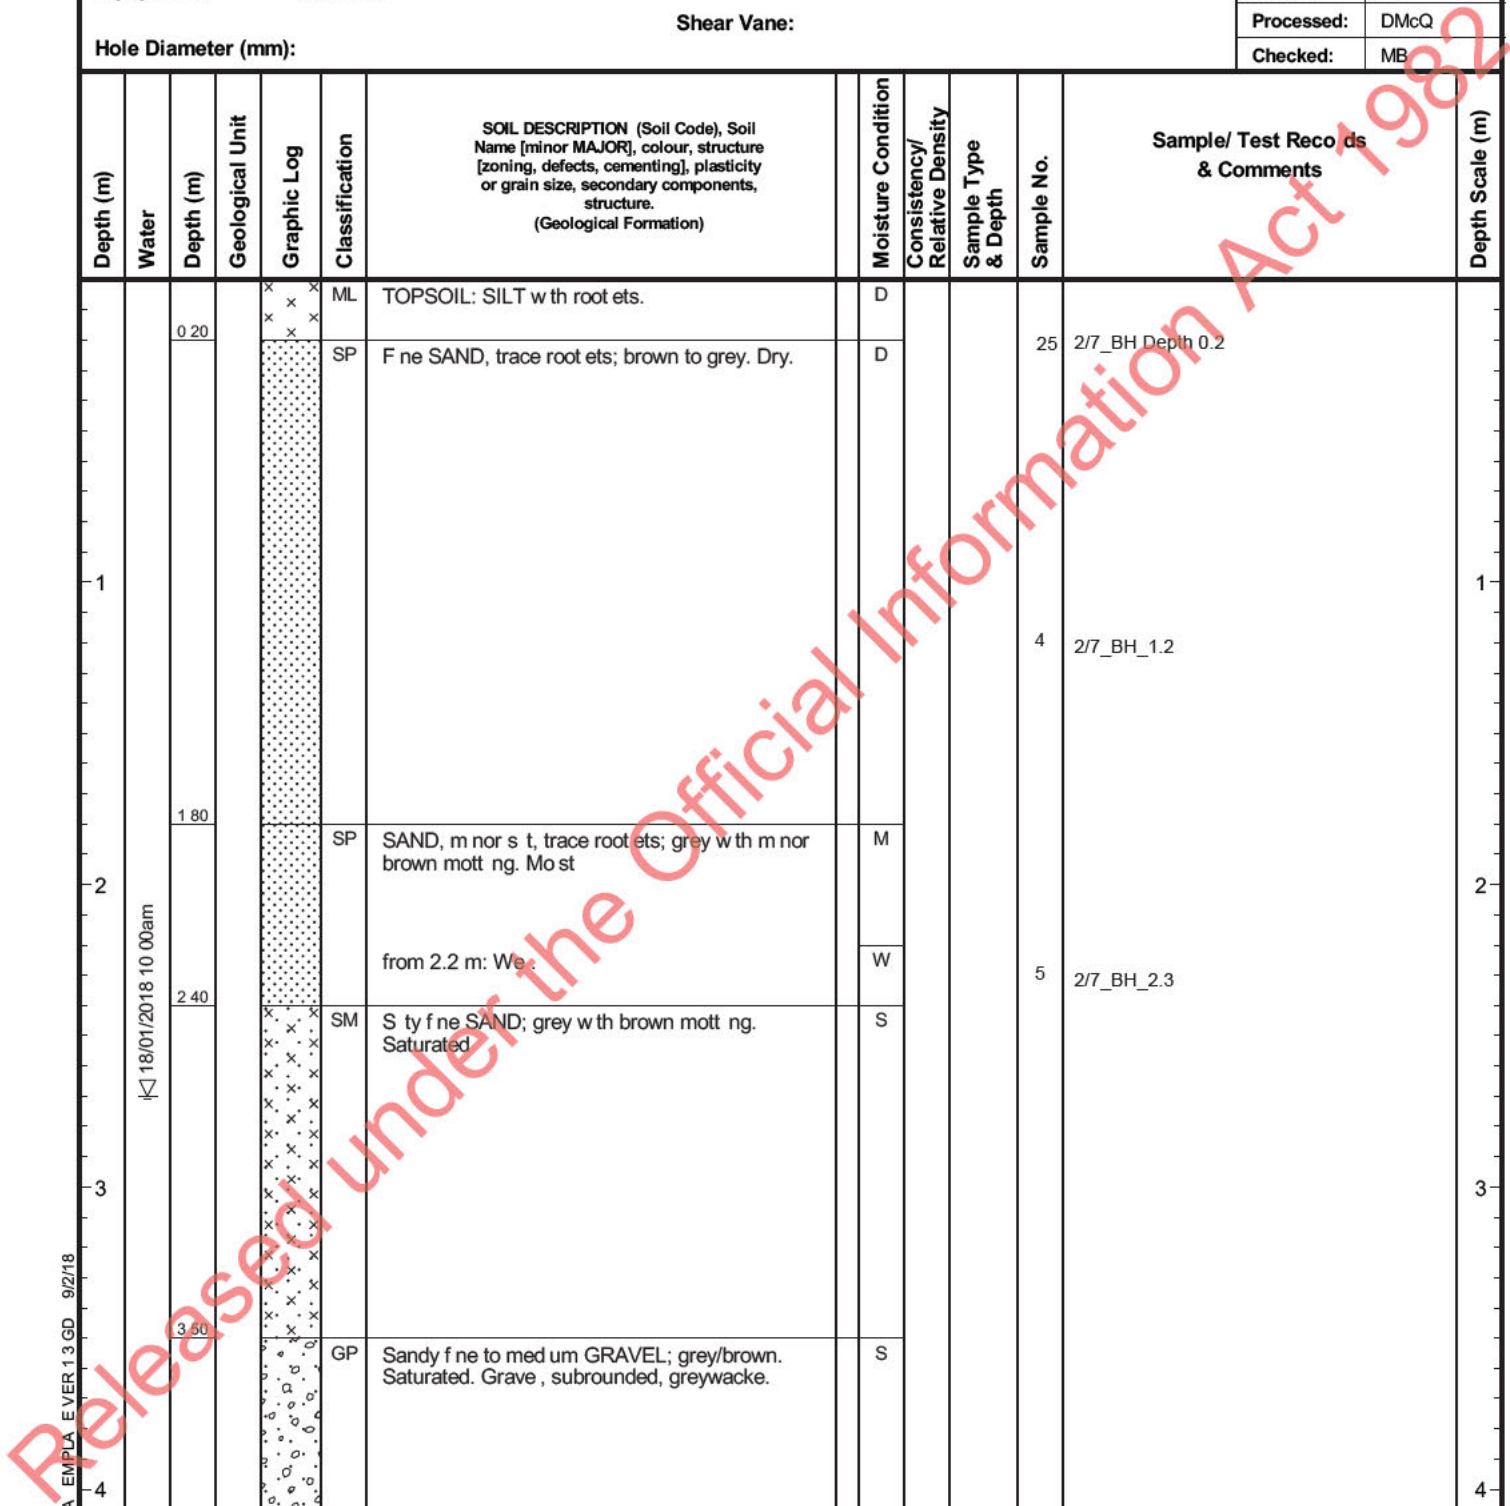 Shear Vane:
Processed: DMcQ
Hole Diameter (mm):
Checked: MB
Depth (m)
Water
Depth (m)
Geological Unit
Graphic Log
Classification
SOIL DESCRIPTION (Soil Code), Soil
Name [minor MAJOR], colour, structure
[zoning, defects, cementing], plasticity
or grain size, secondary components,
structure.
(Geological Formation)
Moisture Condition
Consistency/
Relative Density
Sample Type
& Depth
Sample No.
Sample/ Test Reco ds
& Comments
Depth Scale (m)
ML TOPSOIL: SILT w th root ets. D
0 20
SP F ne SAND, trace root ets; brown to grey. Dry. D
25 2/7_BH Depth 0.2
1 1
4 2/7_BH_1.2
1 80
SP SAND, m nor s t, trace root ets; grey w th m nor M
brown mott ng. Mo st
2 2
from 2.2 m: We . W
5 2/7_BH_2.3
2 40
18/01/2018 10 00am
SM S ty f ne SAND; grey w th brown mott ng. S
Saturated
3 3
3 50
GP Sandy f ne to med um GRAVEL; grey/brown. S
Saturated. Grave , subrounded, greywacke.
4 4
A EMPLA E VER 1 3 GD 9/2/18
Released under the Official Information Act 1982